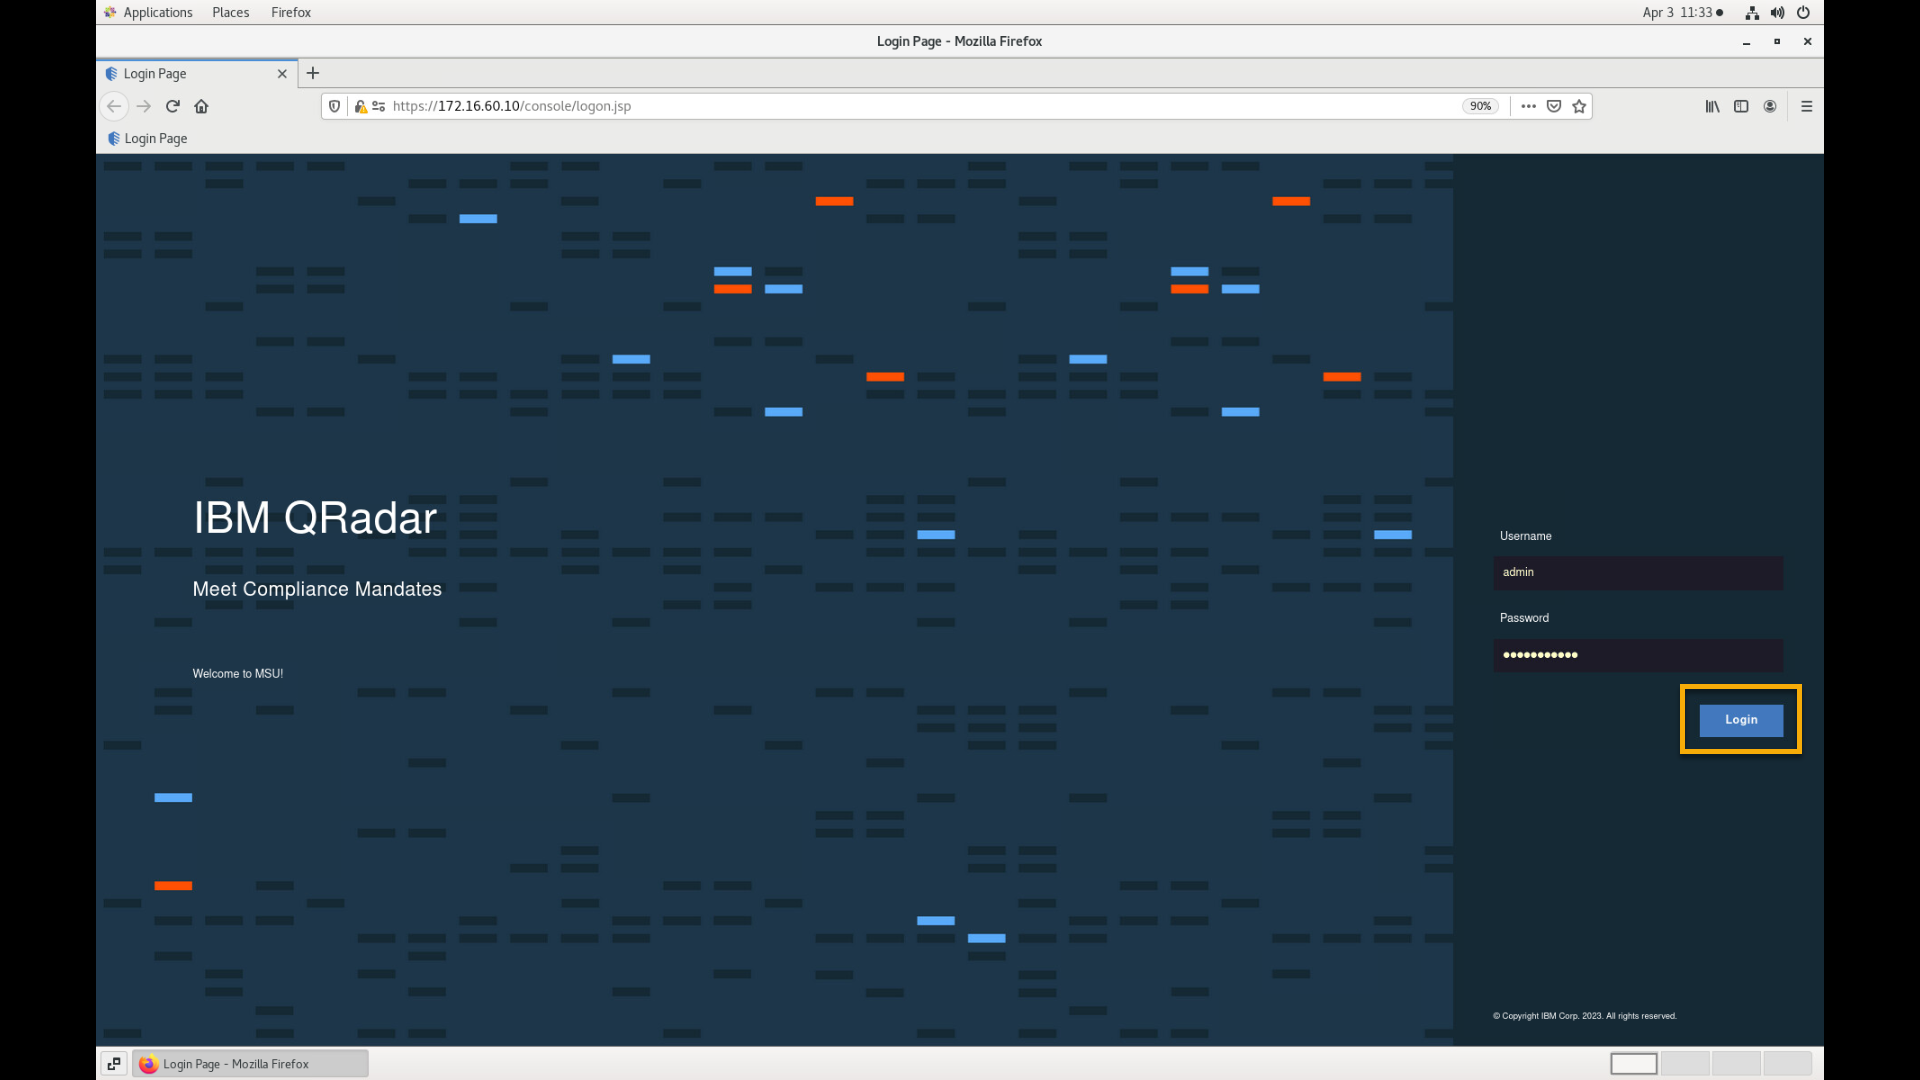 Applications Places Firefox Apr 3 11:33
Login Page - Mozilla Firefox
Login Page
https://172.16.60.10/console/logon.jsp 90%
Login Page
IBM QRadar
Meet Compliance Mandates
Welcome to MSU!
Username
admin
Password
Login
© Copyright IBM Corp. 2023. All rights reserved.
Login Page - Mozilla Firefox